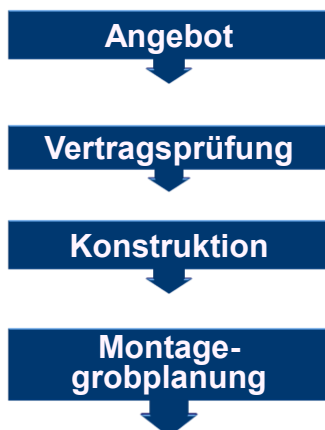 Angebot
Vertragsprüfung
Konstruktion
Montage-
grobplanung